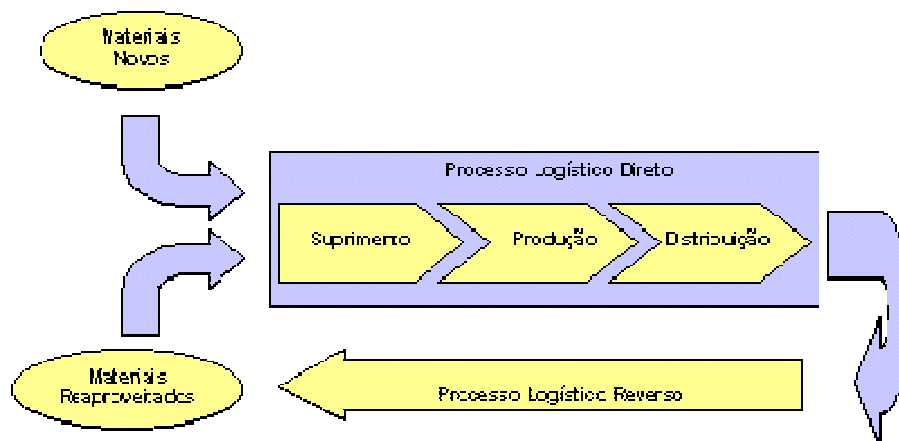 Materiais
Novos
Processo Logístico Direto
Suprimento
Produção
Distribuição
Materiais
Reaproveitados
Processo Logístico Reverso